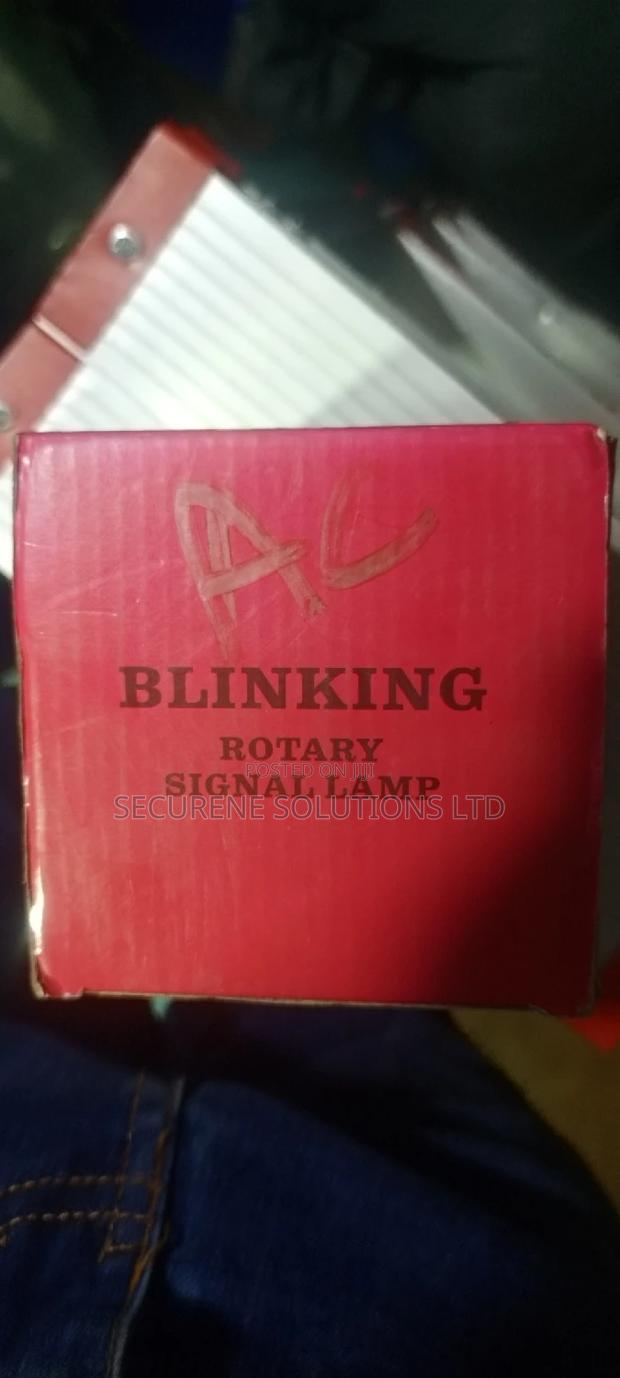 AC
BLINKING
ROTARY
POSTED ON JIJI
SIGNAL LAMP
SECURENE SOLUTIONS LTD